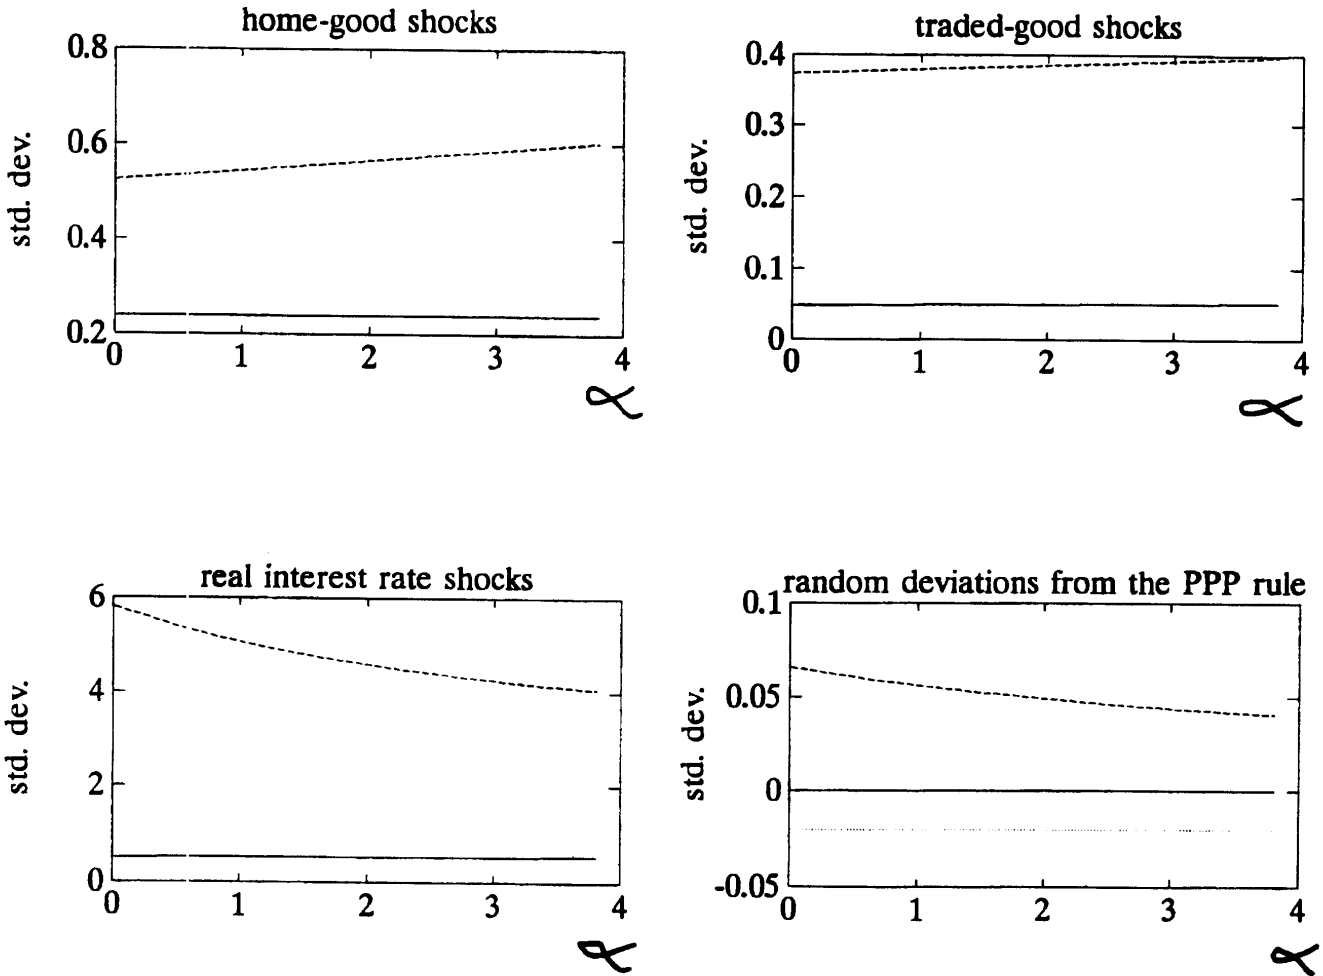 home-good shocks
0.8
0.6
0.4
0.2
std. dev.
0 1 2 3 4
α
traded-good shocks
0.4
0.3
0.2
0.1
0
std. dev.
0 1 2 3 4
α
real interest rate shocks
6
4
2
0
std. dev.
0 1 2 3 4
α
random deviations from the PPP rule
0.1
0.05
0
-0.05
std. dev.
0 1 2 3 4
α